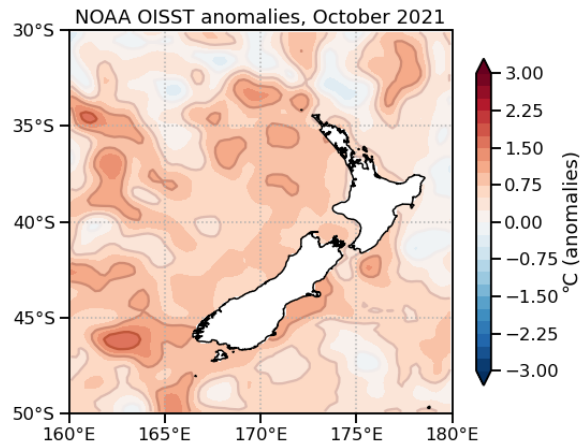 NOAA OISST anomalies, October 2021
30°S
35°S
40°S
45°S
50°S
160°E
165°E
170°E
175°E
180°E
3.00
2.25
1.50
0.75
0.00
−0.75
−1.50
−2.25
−3.00
°C (anomalies)